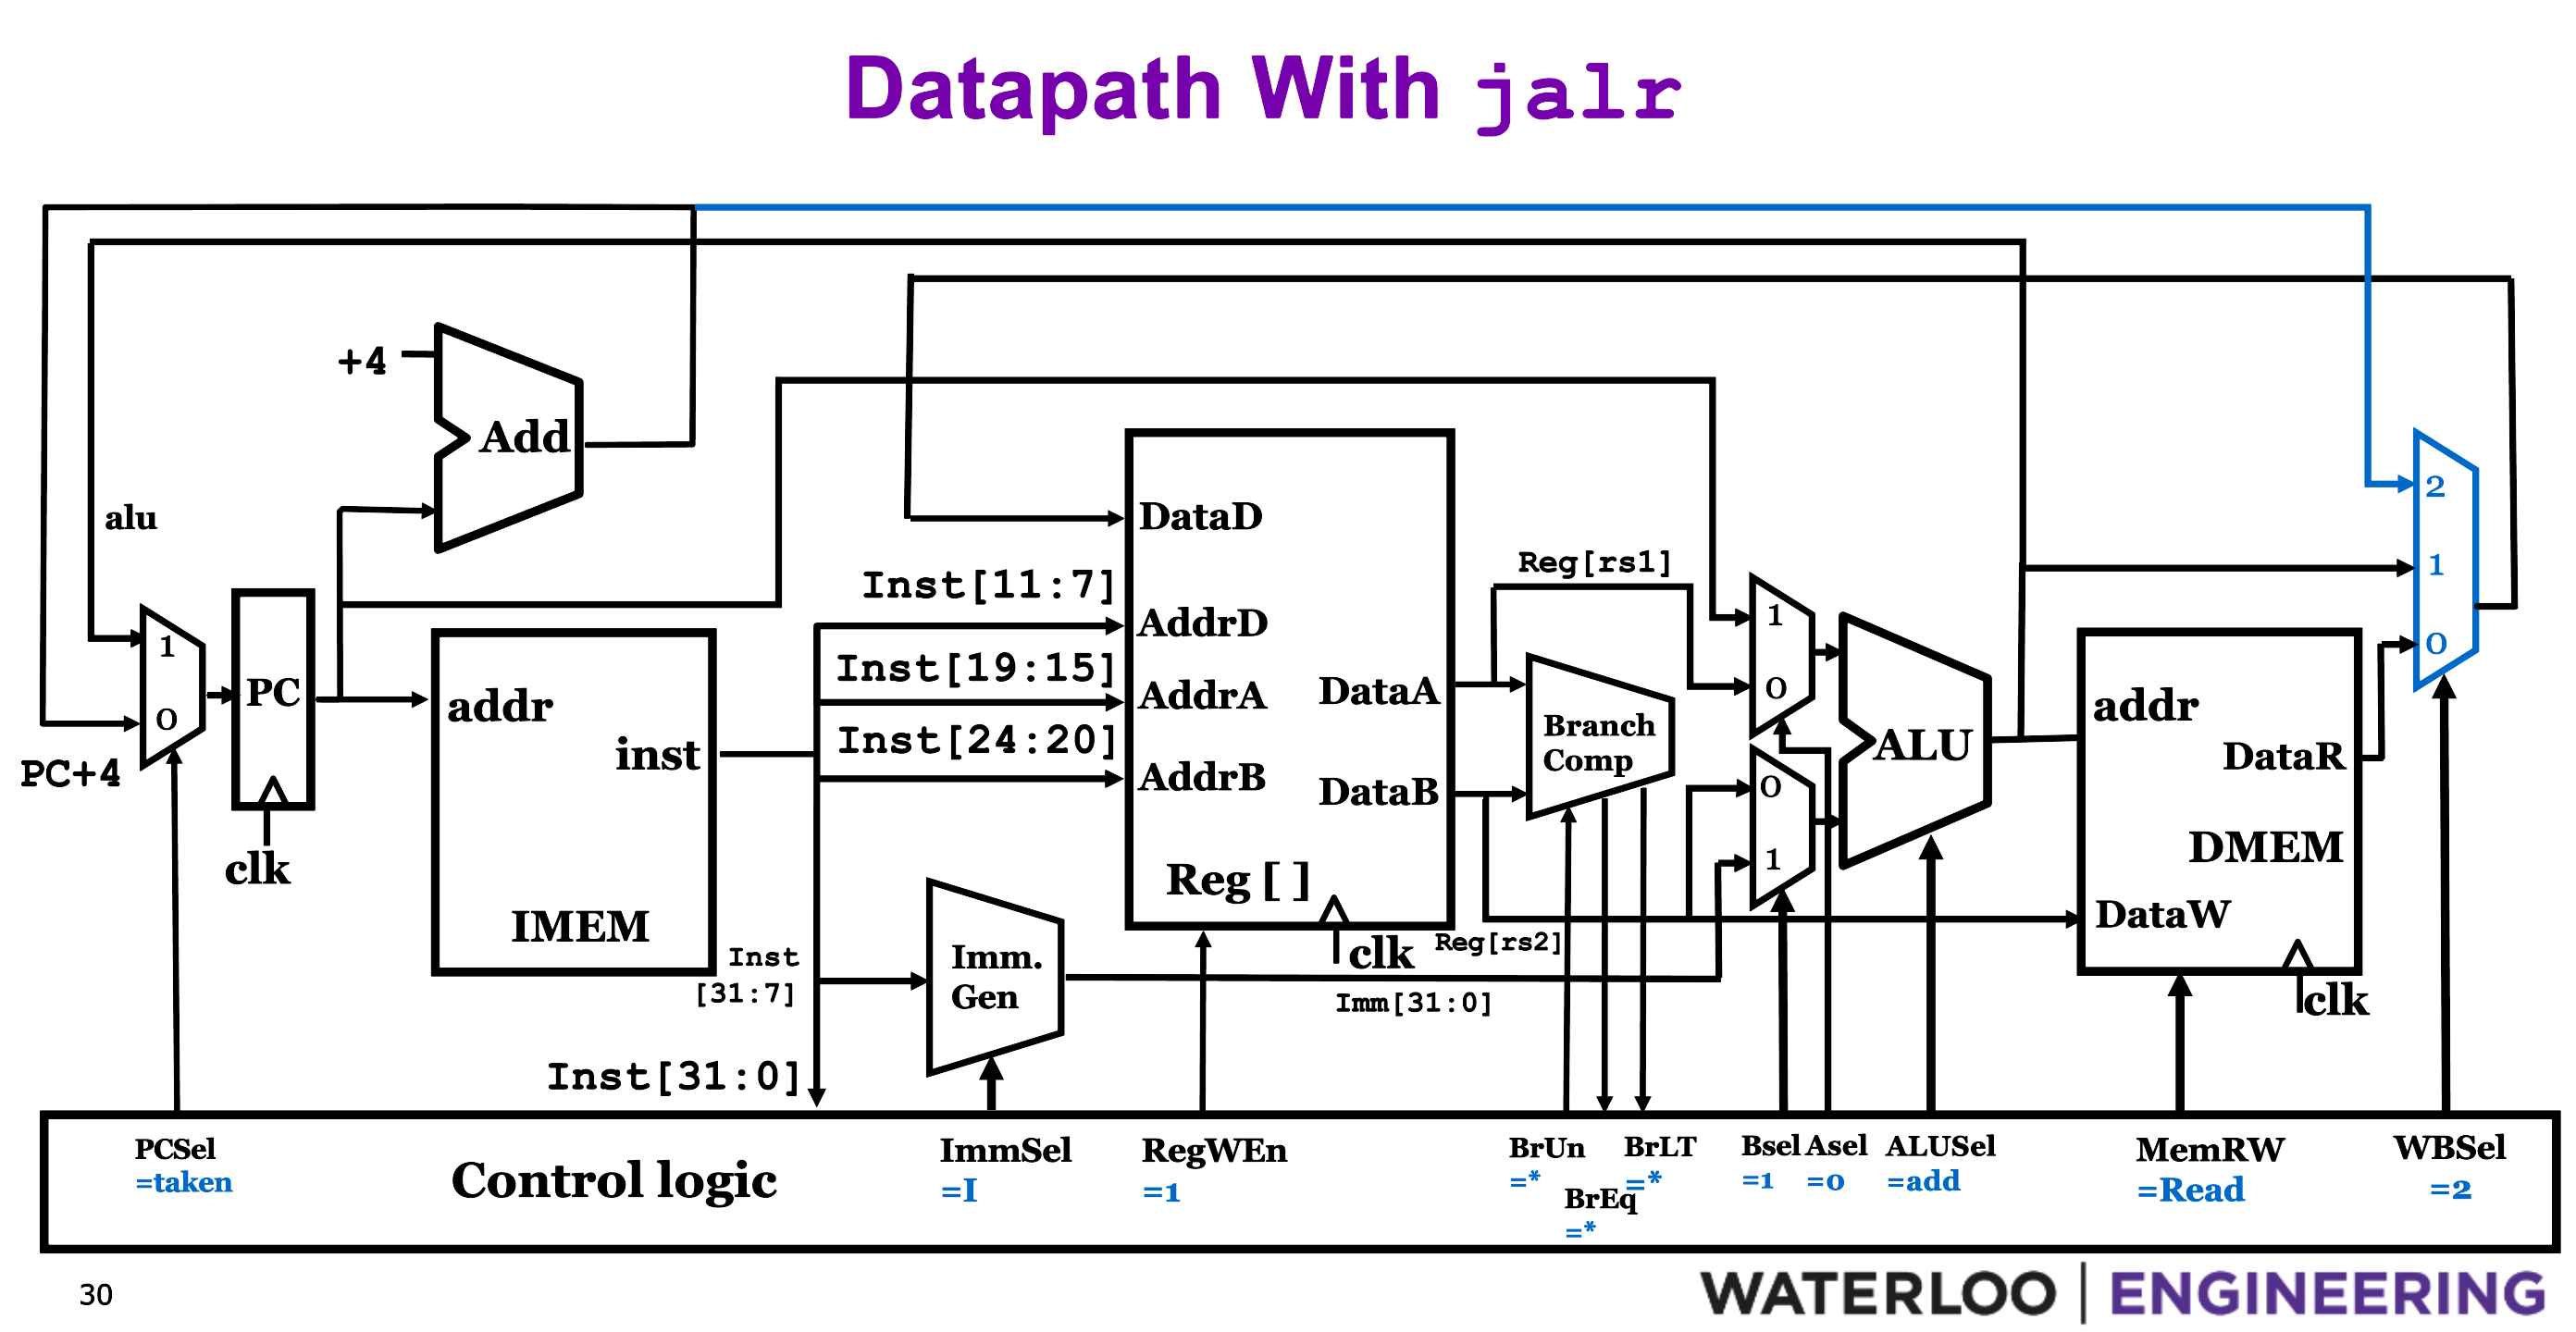 Datapath With jalr
+4
Add
alu
1
0
PC+4
PC
clk
addr
inst
IMEM
Inst
[31:7]
Inst[31:0]
Inst[11:7]
Inst[19:15]
Inst[24:20]
DataD
AddrD
AddrA
AddrB
DataA
DataB
Reg [ ]
clk
Imm.
Gen
Imm[31:0]
Reg[rs1]
Reg[rs2]
Branch
Comp
1
0
0
1
ALU
addr
DataR
DMEM
DataW
clk
2
1
0
Control logic
PCSel
=taken
ImmSel
=I
RegWEn
=1
BrUn
=*
BrEq
=*
BrLT
=*
Bsel
=1
Asel
=0
ALUSel
=add
MemRW
=Read
WBSel
=2
30
WATERLOO | ENGINEERING